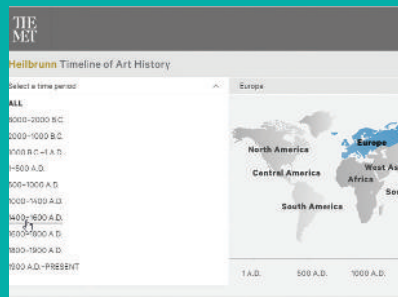 THE
MET
Heilbrunn Timeline of Art History
Select a time period
Europe
ALL
8000–2000 B.C.
2000–1000 B.C.
1000 B.C.–1 A.D.
1–500 A.D.
500–1000 A.D.
1000–1400 A.D.
1400–1600 A.D.
1600–1800 A.D.
1800–1900 A.D.
1900 A.D.–PRESENT
North America
Central America
South America
Europe
West As
Africa
Sou
1 A.D.
500 A.D.
1000 A.D.